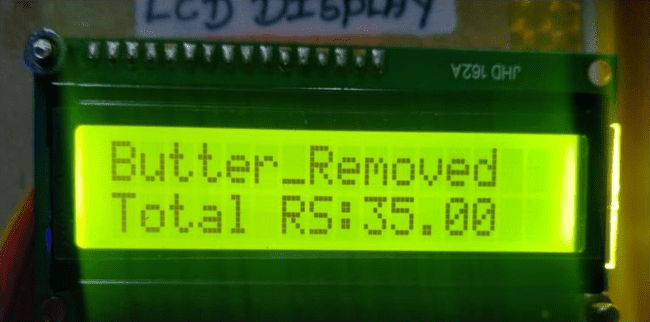 LCD DISPLAY
JHD 162A
Butter_Removed
Total RS:35.00